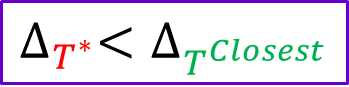 Δ_{T*} < Δ_{T^{Closest}}